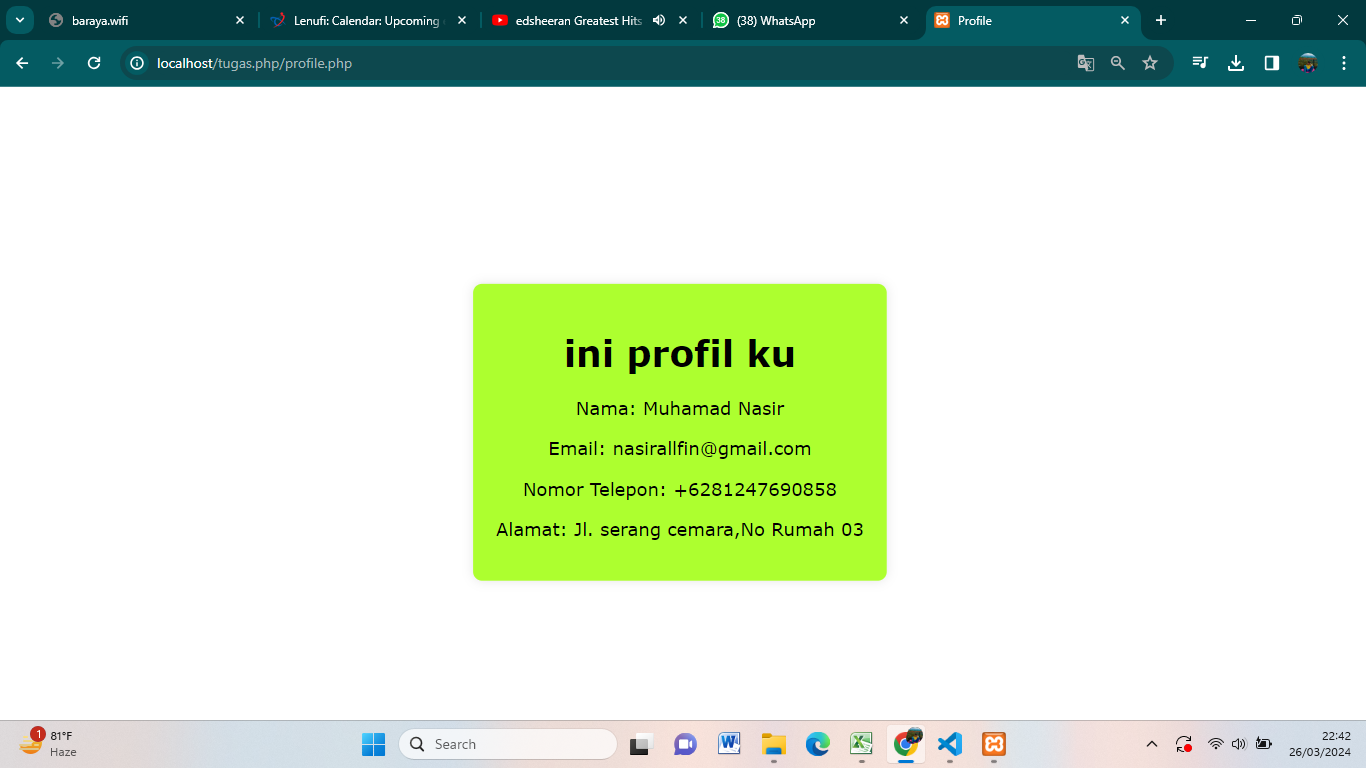 baraya.wifi
Lenufi: Calendar: Upcoming
edsheeran Greatest Hits
38
(38) WhatsApp
Profile
localhost/tugas.php/profile.php
ini profil ku
Nama: Muhamad Nasir
Email: nasirallfin@gmail.com
Nomor Telepon: +6281247690858
Alamat: Jl. serang cemara,No Rumah 03
1
81°F
Haze
Search
22:42
26/03/2024